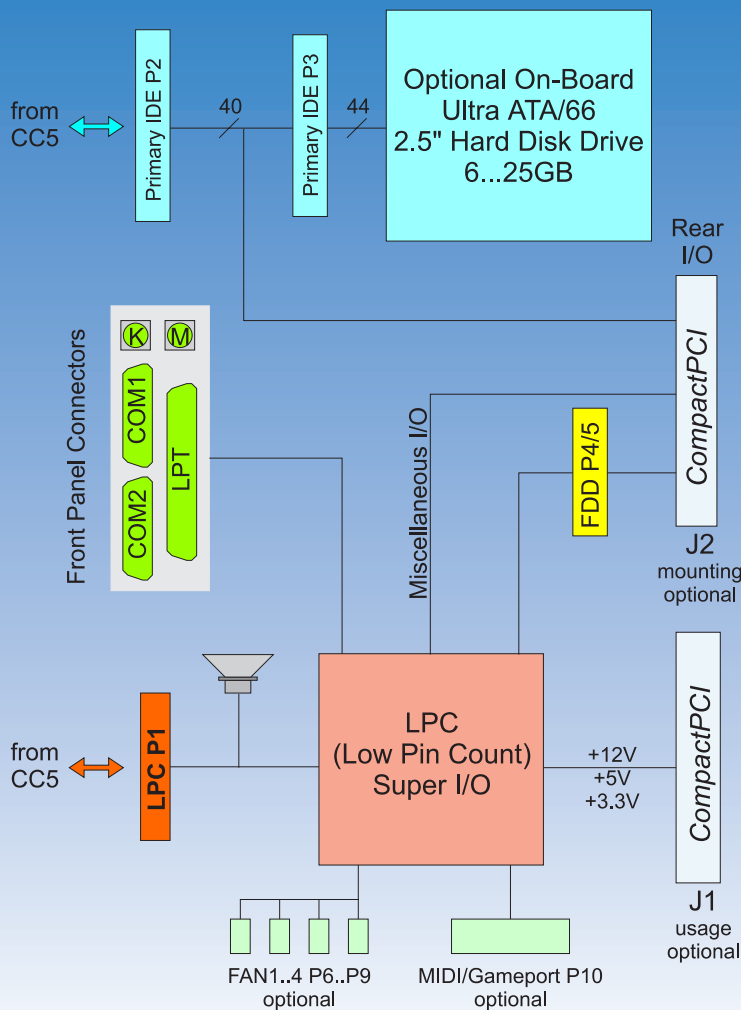 from
CC5
Primary IDE P2
40
Primary IDE P3
44
Optional On-Board
Ultra ATA/66
2.5" Hard Disk Drive
6...25GB
Rear
I/O
CompactPCI
J2
mounting
optional
Front Panel Connectors
K
M
COM1
COM2
LPT
Miscellaneous I/O
FDD P4/5
from
CC5
LPC P1
LPC
(Low Pin Count)
Super I/O
+12V
+5V
+3.3V
CompactPCI
J1
usage
optional
FAN1..4 P6..P9
optional
MIDI/Gameport P10
optional